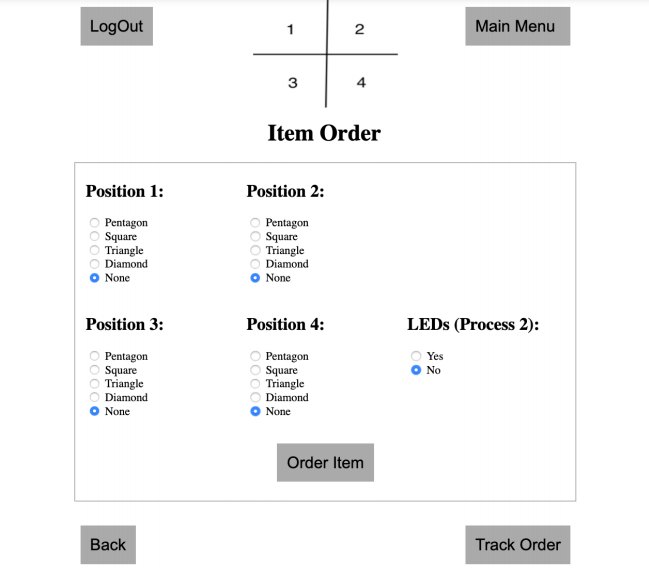 LogOut
1 2
Main Menu
3 4
Item Order
Position 1:
Pentagon
Square
Triangle
Diamond
None
Position 2:
Pentagon
Square
Triangle
Diamond
None
Position 3:
Pentagon
Square
Triangle
Diamond
None
Position 4:
Pentagon
Square
Triangle
Diamond
None
LEDs (Process 2):
Yes
No
Order Item
Back
Track Order